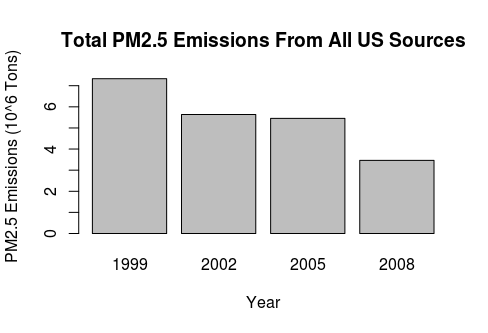 Total PM2.5 Emissions From All US Sources
PM2.5 Emissions (10^6 Tons)
6
4
2
0
1999 2002 2005 2008
Year